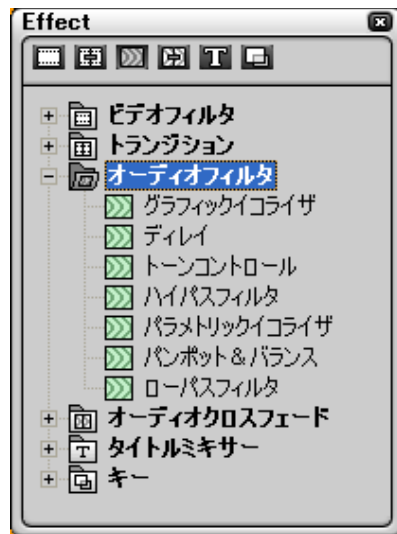 Effect
ビデオフィルタ
トランジション
オーディオフィルタ
グラフィックイコライザ
ディレイ
トーンコントロール
ハイパスフィルタ
パラメトリックイコライザ
パンポット&バランス
ローパスフィルタ
オーディオクロスフェード
タイトルミキサー
キー